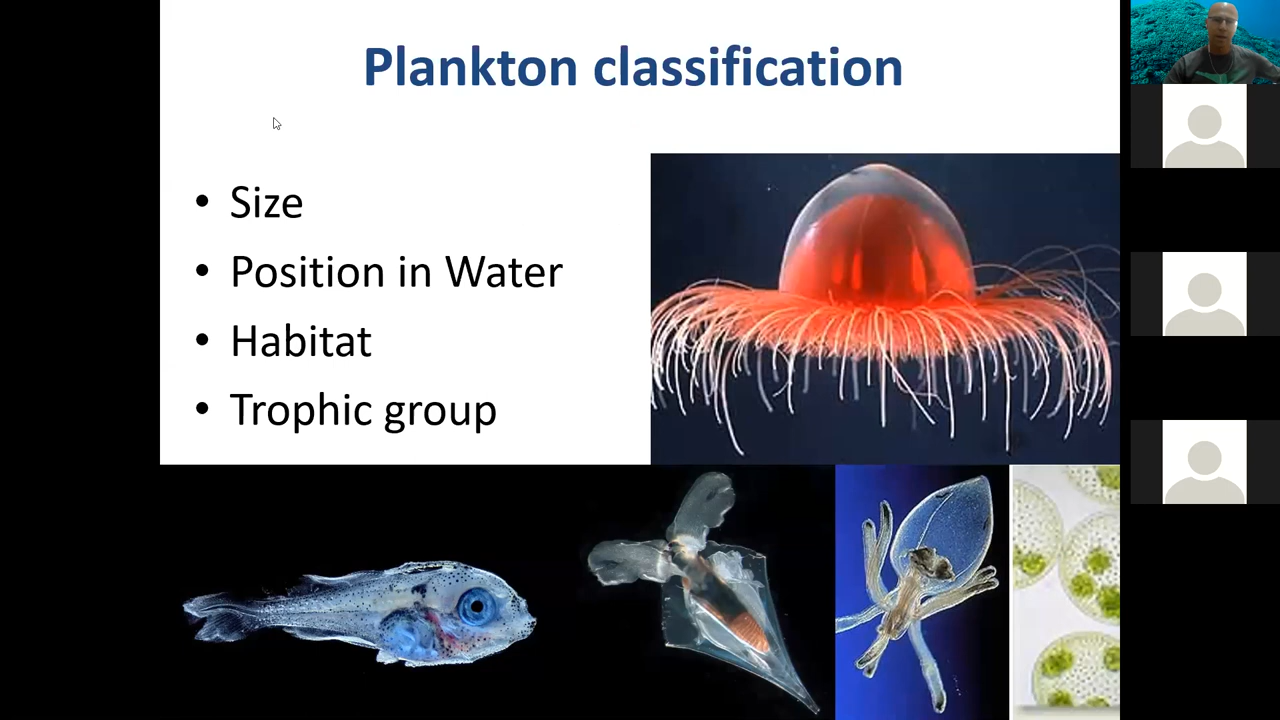 Plankton classification
• Size
• Position in Water
• Habitat
• Trophic group